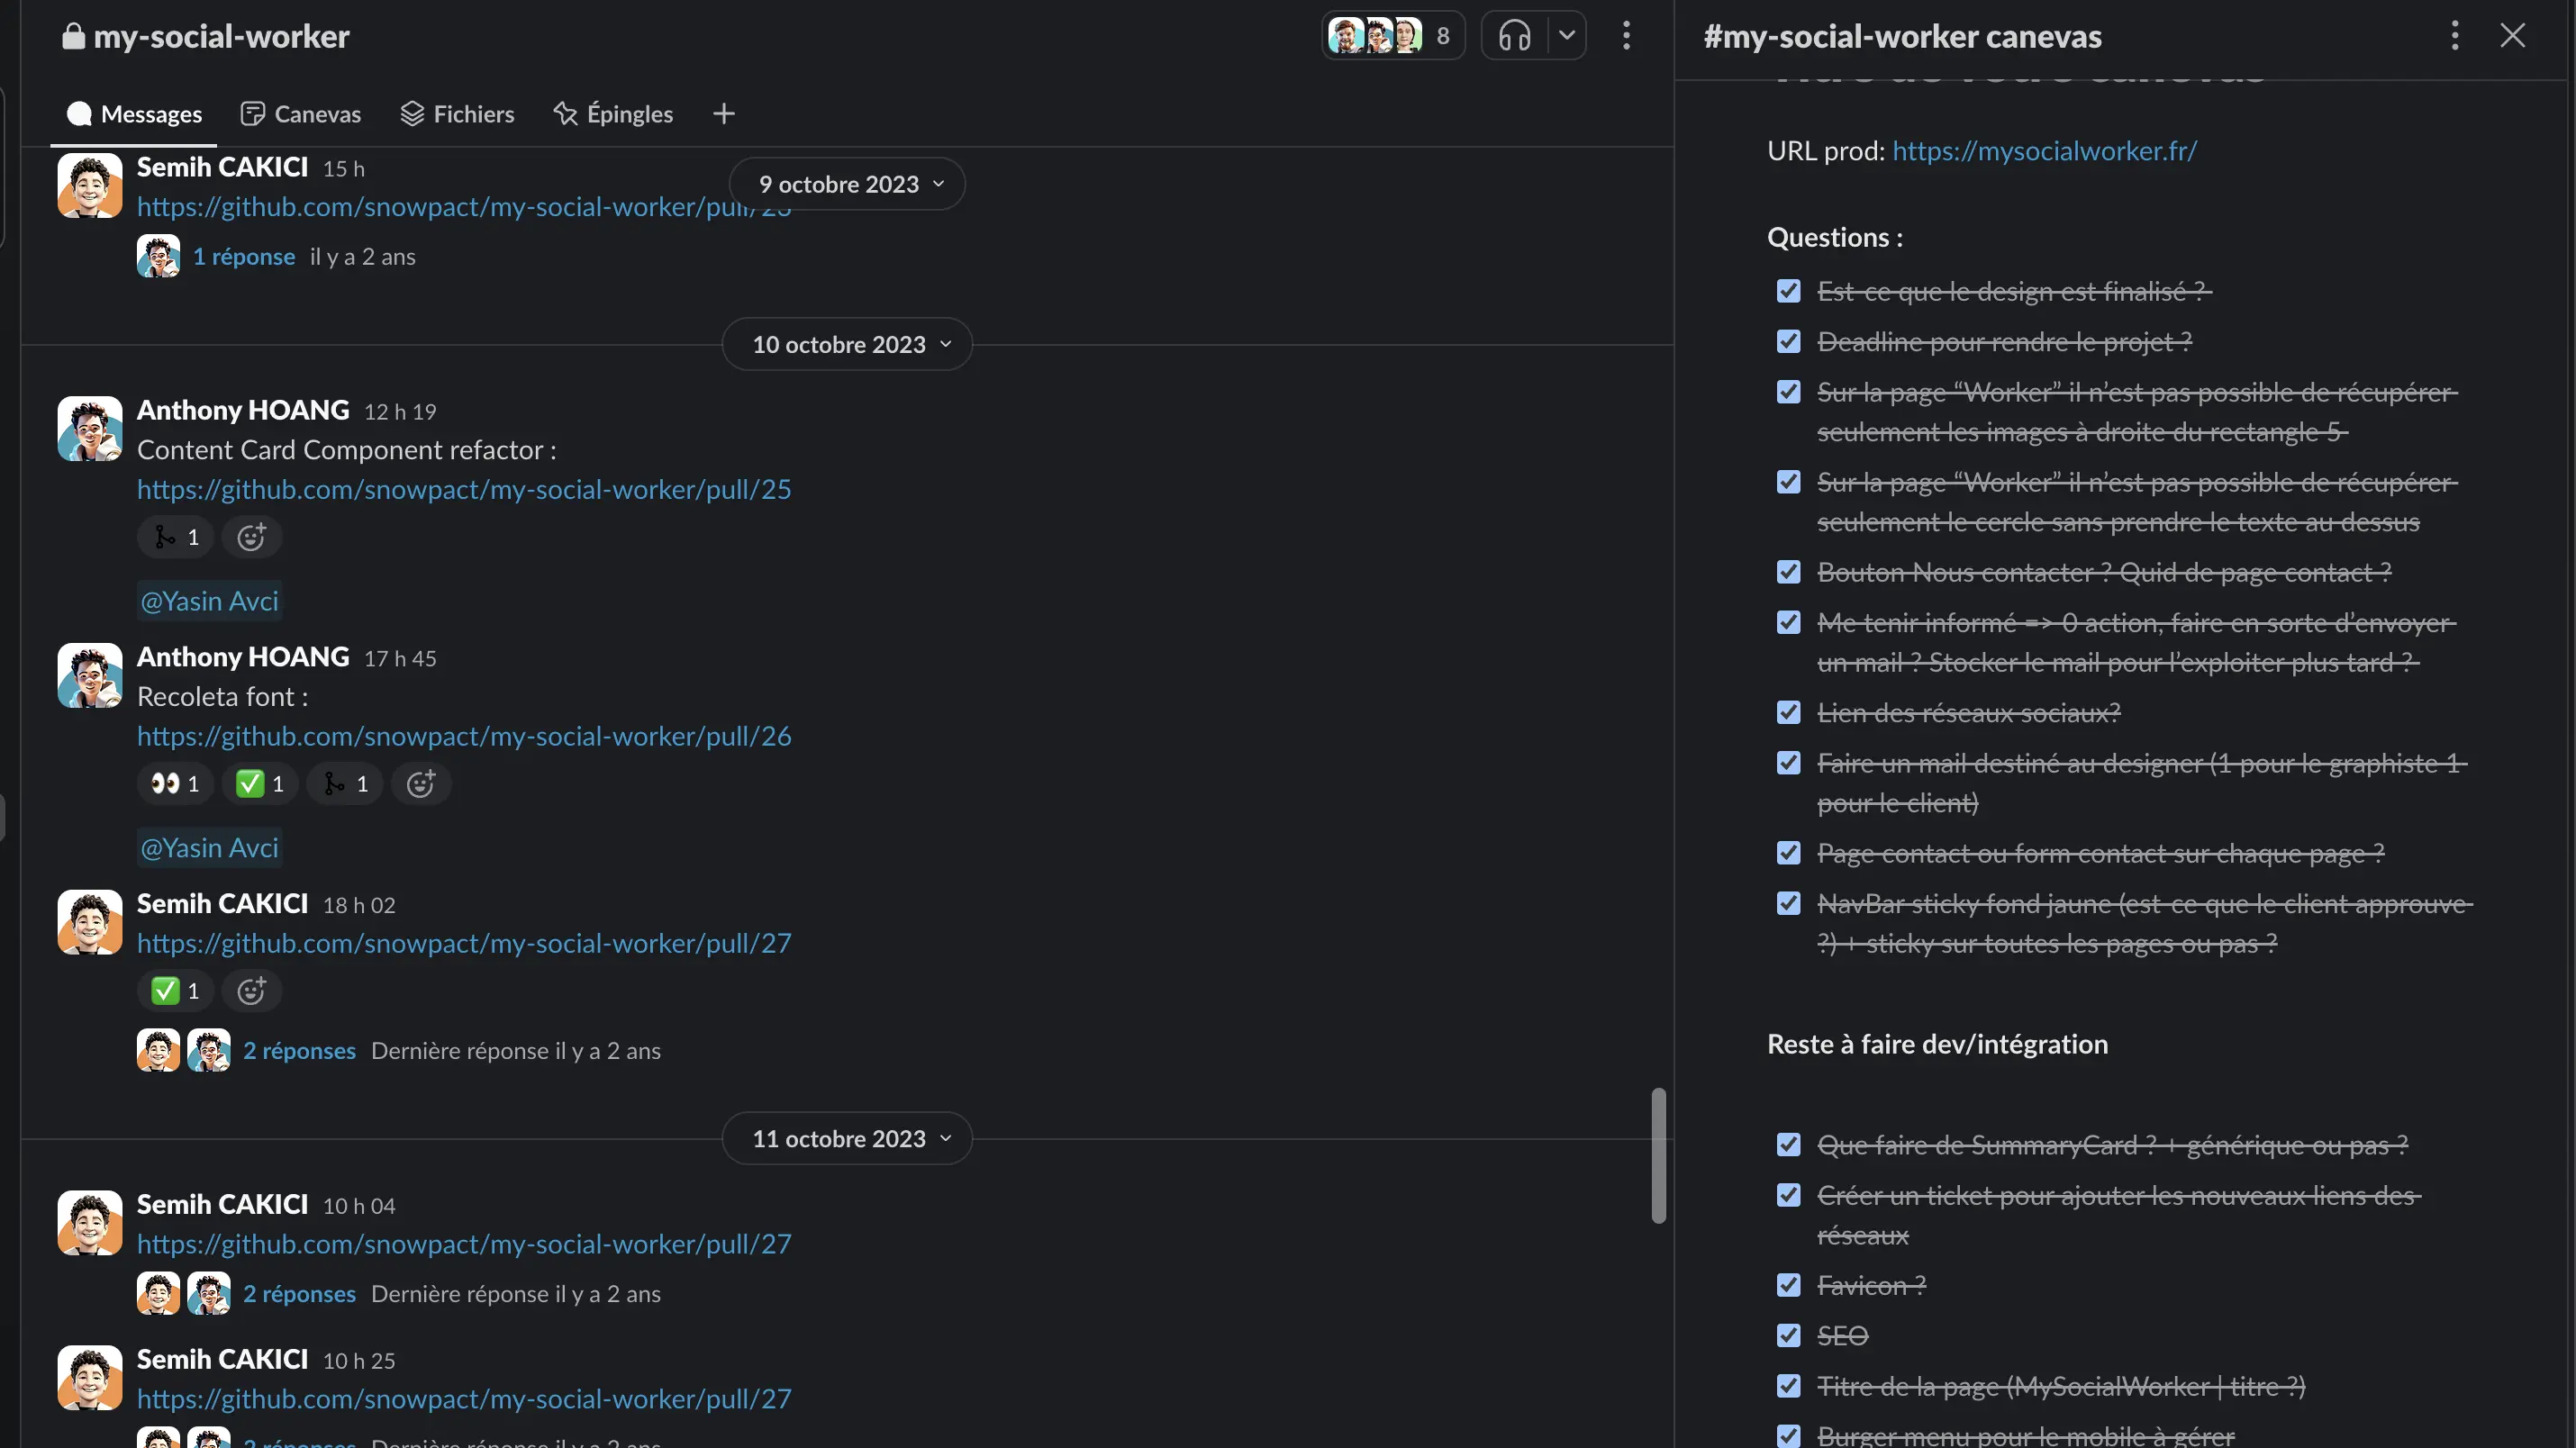 my-social-worker
8
Messages
Canevas
Fichiers
Épingles
Semih CAKICI 15 h
9 octobre 2023
https://github.com/snowpact/my-social-worker/pull/23
1 réponse il y a 2 ans
10 octobre 2023
Anthony HOANG 12 h 19
Content Card Component refactor :
https://github.com/snowpact/my-social-worker/pull/25
1
@Yasin Avci
Anthony HOANG 17 h 45
Recoleta font :
https://github.com/snowpact/my-social-worker/pull/26
1 1 1
@Yasin Avci
Semih CAKICI 18 h 02
https://github.com/snowpact/my-social-worker/pull/27
1
2 réponses Dernière réponse il y a 2 ans
11 octobre 2023
Semih CAKICI 10 h 04
https://github.com/snowpact/my-social-worker/pull/27
2 réponses Dernière réponse il y a 2 ans
Semih CAKICI 10 h 25
https://github.com/snowpact/my-social-worker/pull/27
réponses Dernière réponse il y a 2 ans
#my-social-worker canevas
Titre de votre canevas
URL prod: https://mysocialworker.fr/
Questions :
Est-ce que le design est finalisé ?
Deadline pour rendre le projet ?
Sur la page “Worker” il n’est pas possible de récupérer
seulement les images à droite du rectangle 5
Sur la page “Worker” il n’est pas possible de récupérer
seulement le cercle sans prendre le texte au dessus
Bouton Nous contacter ? Quid de page contact ?
Me tenir informé => 0 action, faire en sorte d’envoyer
un mail ? Stocker le mail pour l’exploiter plus tard ?
Lien des réseaux sociaux?
Faire un mail destiné au designer (1 pour le graphiste 1
pour le client)
Page contact ou form contact sur chaque page ?
NavBar sticky fond jaune (est-ce que le client approuve
?) + sticky sur toutes les pages ou pas ?
Reste à faire dev/intégration
Que faire de SummaryCard ? + générique ou pas ?
Créer un ticket pour ajouter les nouveaux liens des
réseaux
Favicon ?
SEO
Titre de la page (MySocialWorker | titre ?)
Burger menu pour le mobile à gérer